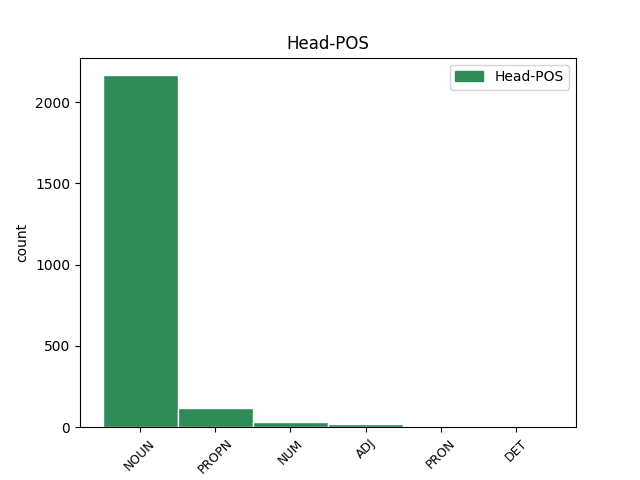 Head-POS
Head-POS
2000
1500
1000
500
0
count
NOUN
PROPN
NUM
ADJ
PRON
DET